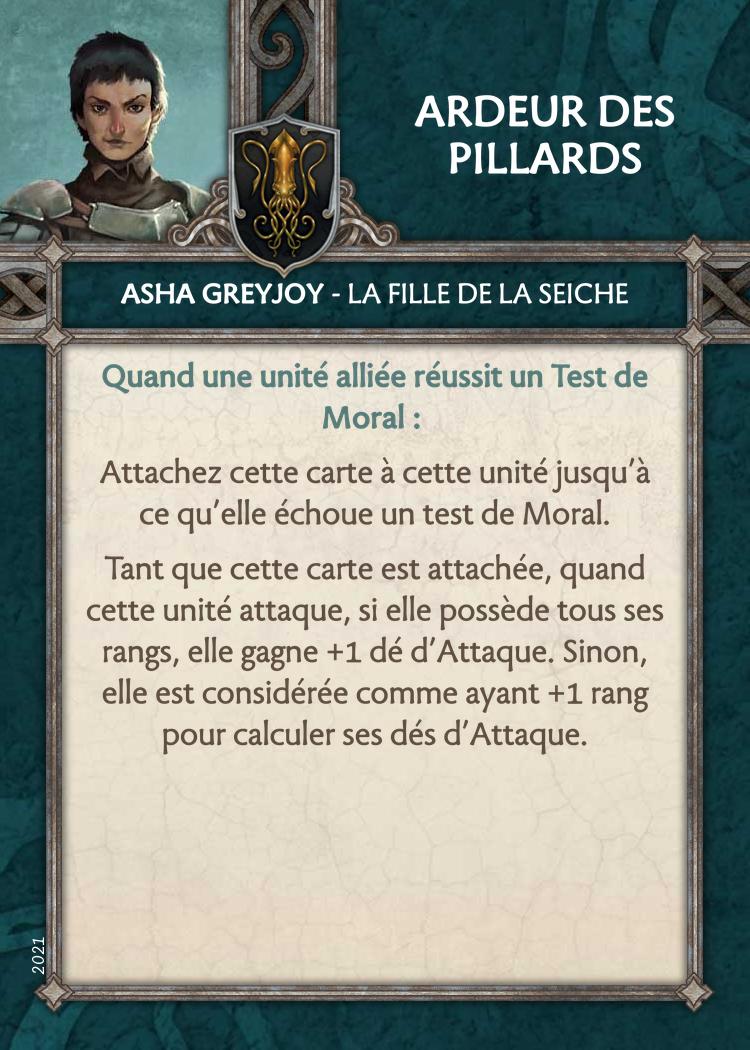 ARDEUR DES
PILLARDS
ASHA GREYJOY - LA FILLE DE LA SEICHE
Quand une unité alliée réussit un Test de
Moral :
Attachez cette carte à cette unité jusqu'à
ce qu'elle échoue un test de Moral.
Tant que cette carte est attachée, quand
cette unité attaque, si elle possède tous ses
rangs, elle gagne +1 dé d'Attaque. Sinon,
elle est considérée comme ayant +1 rang
pour calculer ses dés d'Attaque.
2021